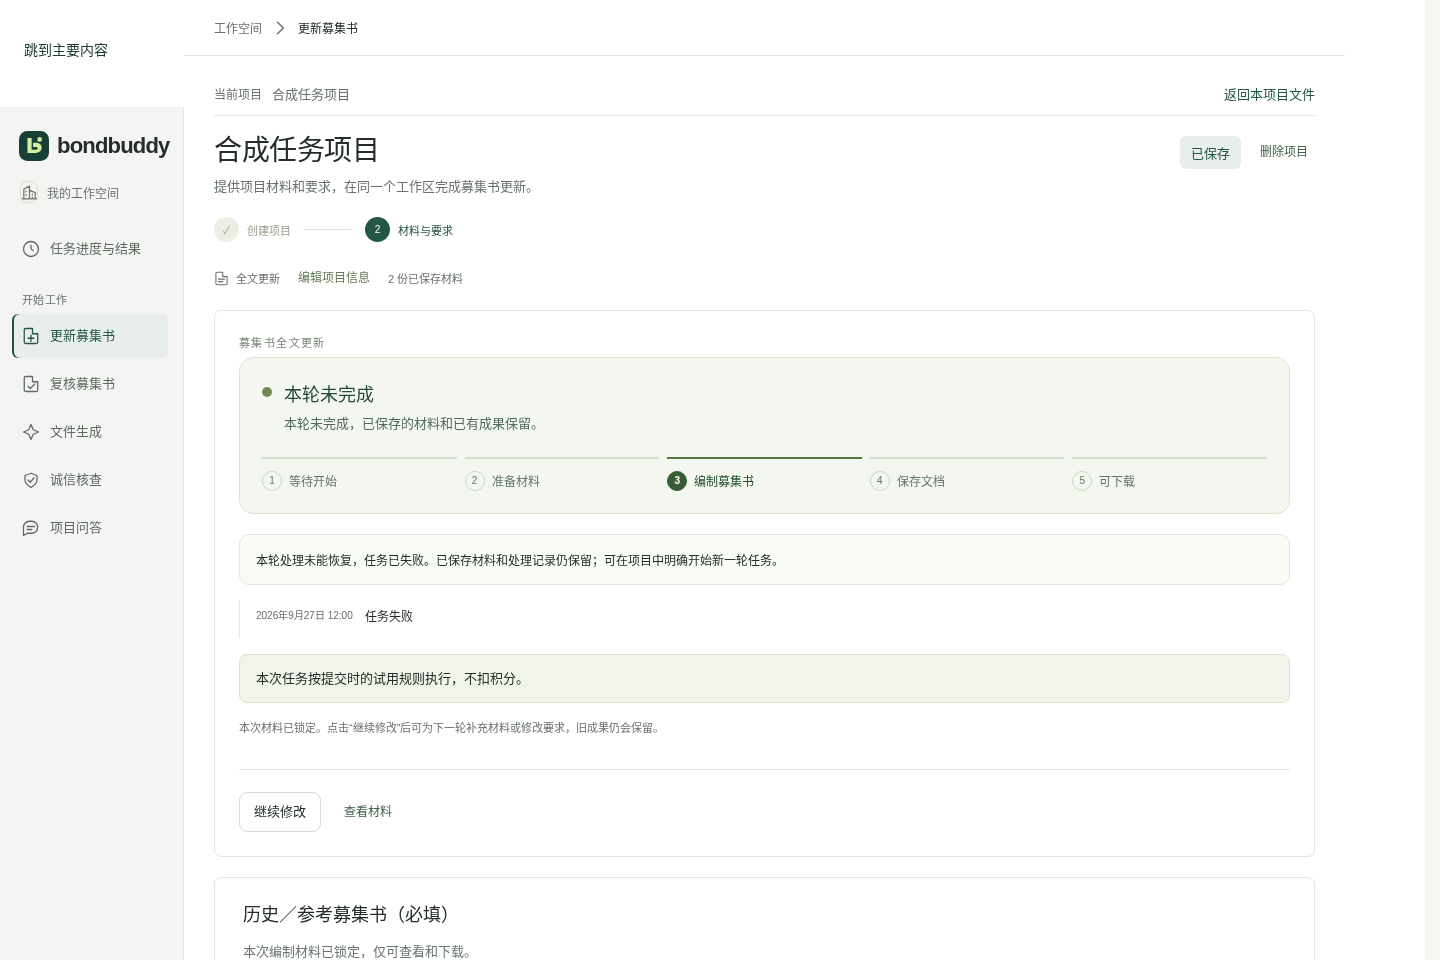 工作空间
更新募集书
跳到主要内容
当前项目 合成任务项目
返回本项目文件
bondbuddy
我的工作空间
任务进度与结果
开始工作
更新募集书
复核募集书
文件生成
诚信核查
项目问答
合成任务项目
已保存
删除项目
提供项目材料和要求，在同一个工作区完成募集书更新。
✓ 创建项目
2 材料与要求
全文更新
编辑项目信息
2 份已保存材料
募集书全文更新
本轮未完成
本轮未完成，已保存的材料和已有成果保留。
1 等待开始
2 准备材料
3 编制募集书
4 保存文档
5 可下载
本轮处理未能恢复，任务已失败。已保存材料和处理记录仍保留；可在项目中明确开始新一轮任务。
2026年9月27日 12:00 任务失败
本次任务按提交时的试用规则执行，不扣积分。
本次材料已锁定。点击“继续修改”后可为下一轮补充材料或修改要求，旧成果仍会保留。
继续修改
查看材料
历史／参考募集书（必填）
本次编制材料已锁定，仅可查看和下载。